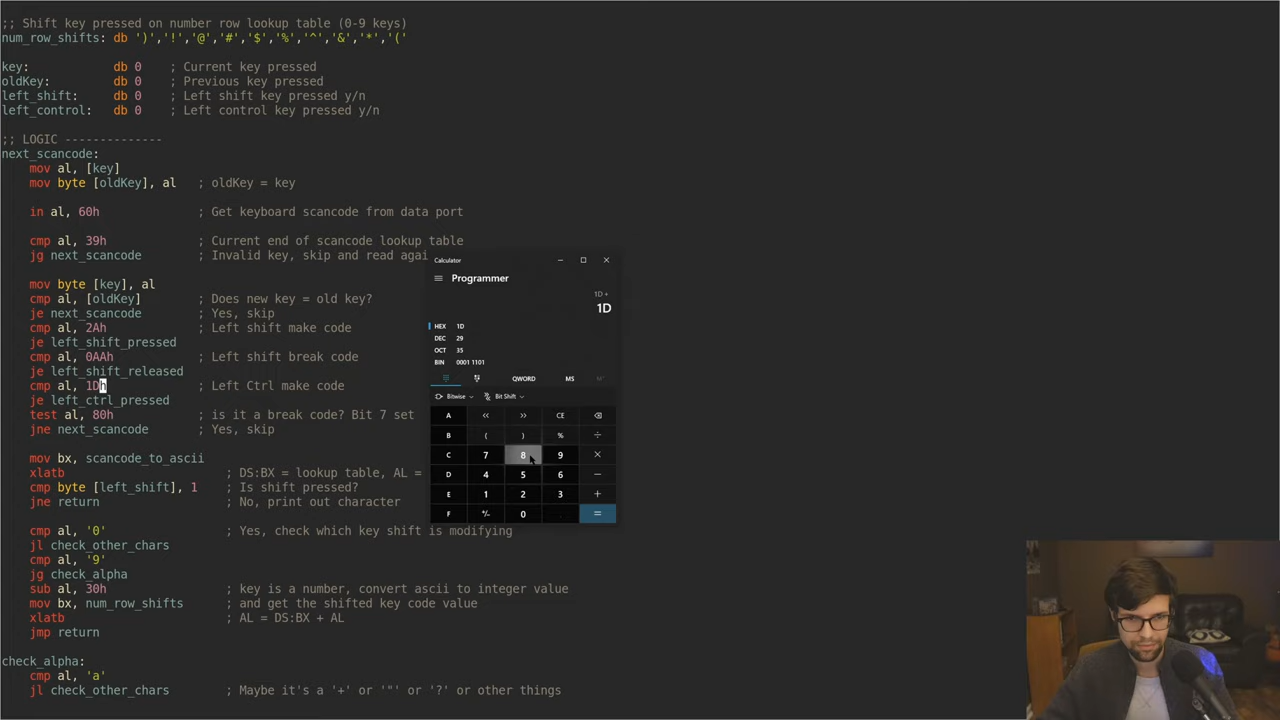 ;; Shift key pressed on number row lookup table (0-9 keys)
num_row_shifts: db ')','!','@','#','$','%','^','&','*','('
key: db 0 ; Current key pressed
oldKey: db 0 ; Previous key pressed
left_shift: db 0 ; Left shift key pressed y/n
left_control: db 0 ; Left control key pressed y/n
;; LOGIC --------------
next_scancode:
mov al, [key]
mov byte [oldKey], al ; oldKey = key
in al, 60h ; Get keyboard scancode from data port
cmp al, 39h ; Current end of scancode lookup table
jg next_scancode ; Invalid key, skip and read agai
mov byte [key], al
cmp al, [oldKey] ; Does new key = old key?
je next_scancode ; Yes, skip
cmp al, 2Ah ; Left shift make code
je left_shift_pressed
cmp al, 0AAh ; Left shift break code
je left_shift_released
cmp al, 1Dh ; Left Ctrl make code
je left_ctrl_pressed
test al, 80h ; is it a break code? Bit 7 set
jne next_scancode ; Yes, skip
mov bx, scancode_to_ascii
xlatb ; DS:BX = lookup table, AL =
cmp byte [left_shift], 1 ; Is shift pressed?
jne return ; No, print out character
cmp al, '0' ; Yes, check which key shift is modifying
jl check_other_chars
cmp al, '9'
jg check_alpha
sub al, 30h ; key is a number, convert ascii to integer value
mov bx, num_row_shifts ; and get the shifted key code value
xlatb ; AL = DS:BX + AL
jmp return
check_alpha:
cmp al, 'a'
jl check_other_chars ; Maybe it's a '+' or '"' or '?' or other things
Calculator
Programmer
1D +
1D
HEX 1D
DEC 29
OCT 35
BIN 0001 1101
QWORD MS
Bitwise Bit Shift
A << >> CE
B ( ) % ÷
C 7 8 9 ×
D 4 5 6 −
E 1 2 3 +
F +/- 0 . =